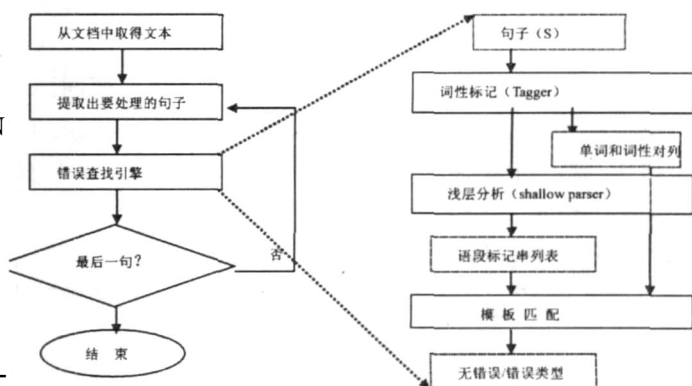 从文档中取得文本
提取出要处理的句子
N
错误查找引擎
最后一句？
否
结 束
句子（S）
词性标记（Tagger）
单词和词性对列
浅层分析（shallow parser）
语段标记串列表
模 板 匹 配
无错误/错误类型